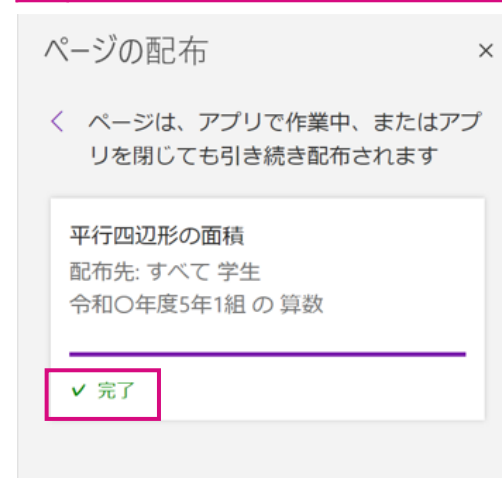 ページの配布
ページは、アプリで作業中、またはアプ
リを閉じても引き続き配布されます
平行四辺形の面積
配布先: すべて 学生
令和〇年度5年1組 の 算数
完了